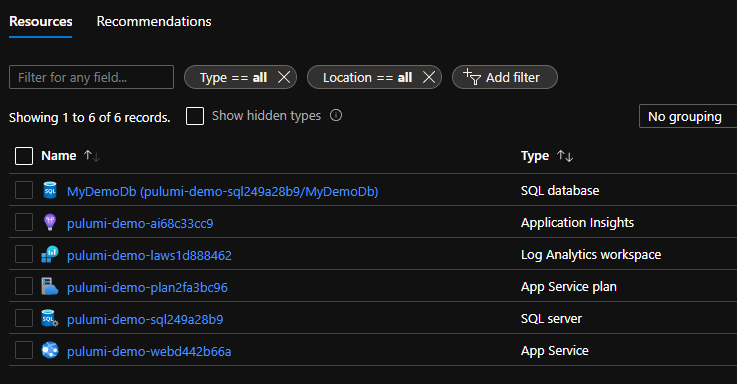 Resources Recommendations
Filter for any field... Type == all Location == all Add filter
Showing 1 to 6 of 6 records. Show hidden types No grouping
Name Type
MyDemoDb (pulumi-demo-sql249a28b9/MyDemoDb) SQL database
pulumi-demo-ai68c33cc9 Application Insights
pulumi-demo-laws1d888462 Log Analytics workspace
pulumi-demo-plan2fa3bc96 App Service plan
pulumi-demo-sql249a28b9 SQL server
pulumi-demo-webd442b66a App Service